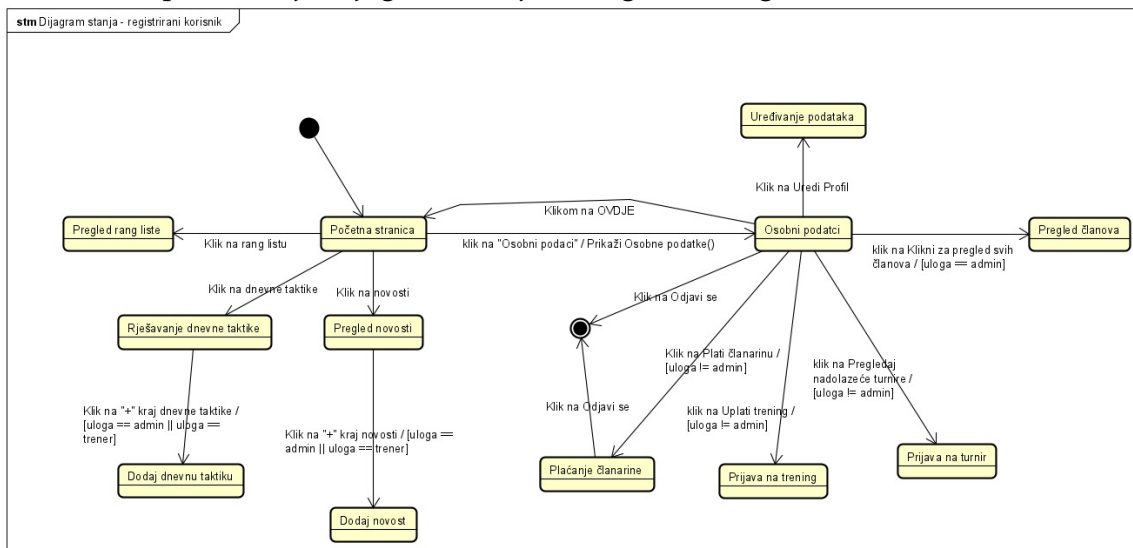 stm Dijagram stanja - registrirani korisnik
Uređivanje podataka
Klik na Uredi Profil
Klikom na OVDJE
Pregled rang liste
Početna stranica
Osobni podatci
Pregled članova
Klik na rang listu
klik na "Osobni podaci" / Prikaži Osobne podatke()
klik na Klikni za pregled svih
članova / [uloga == admin]
Klik na dnevne taktike
Klik na novosti
Klik na Odjavi se
Rješavanje dnevne taktike
Pregled novosti
Klik na Plati članarinu /
[uloga != admin]
klik na Pregledaj
nadolazeće turnire /
[uloga != admin]
Klik na "+" kraj dnevne taktike /
[uloga == admin || uloga ==
trener]
Klik na "+" kraj novosti / [uloga ==
admin || uloga == trener]
Klik na Odjavi se
klik na Uplati trening /
[uloga != admin]
Dodaj dnevnu taktiku
Plaćanje članarine
Prijava na trening
Prijava na turnir
Dodaj novost